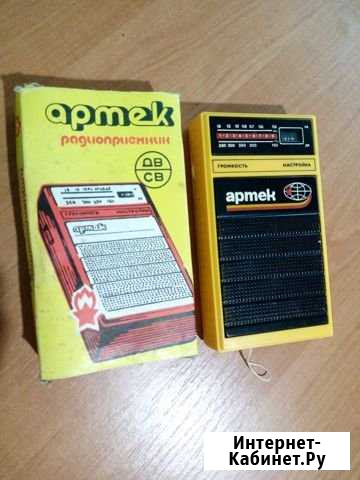 артек
радиоприемник
ДВ
СВ
артек
ГРОМКОСТЬ НАСТРОЙКА
артек
Интернет-
Кабинет.Ру